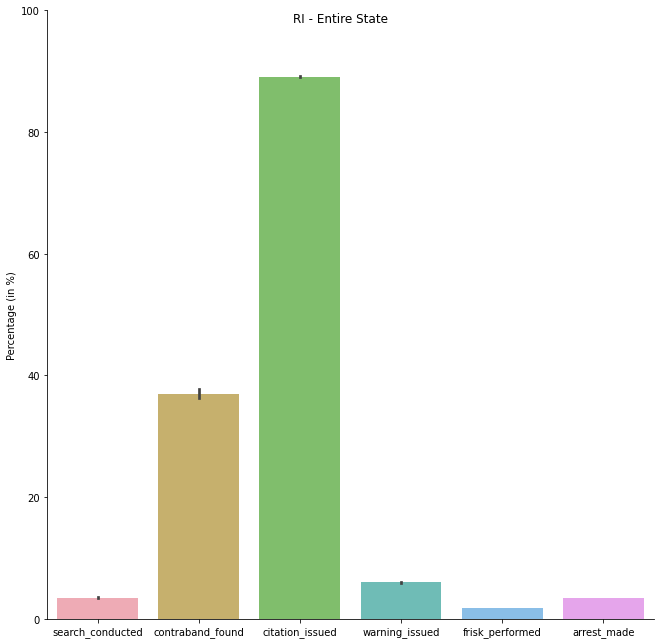 RI - Entire State
Percentage (in %)
100
80
60
40
20
0
search_conducted contraband_found citation_issued warning_issued frisk_performed arrest_made